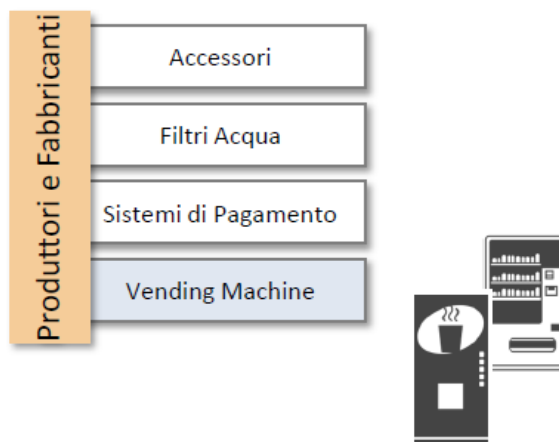 Produttori e Fabbricanti
Accessori
Filtri Acqua
Sistemi di Pagamento
Vending Machine